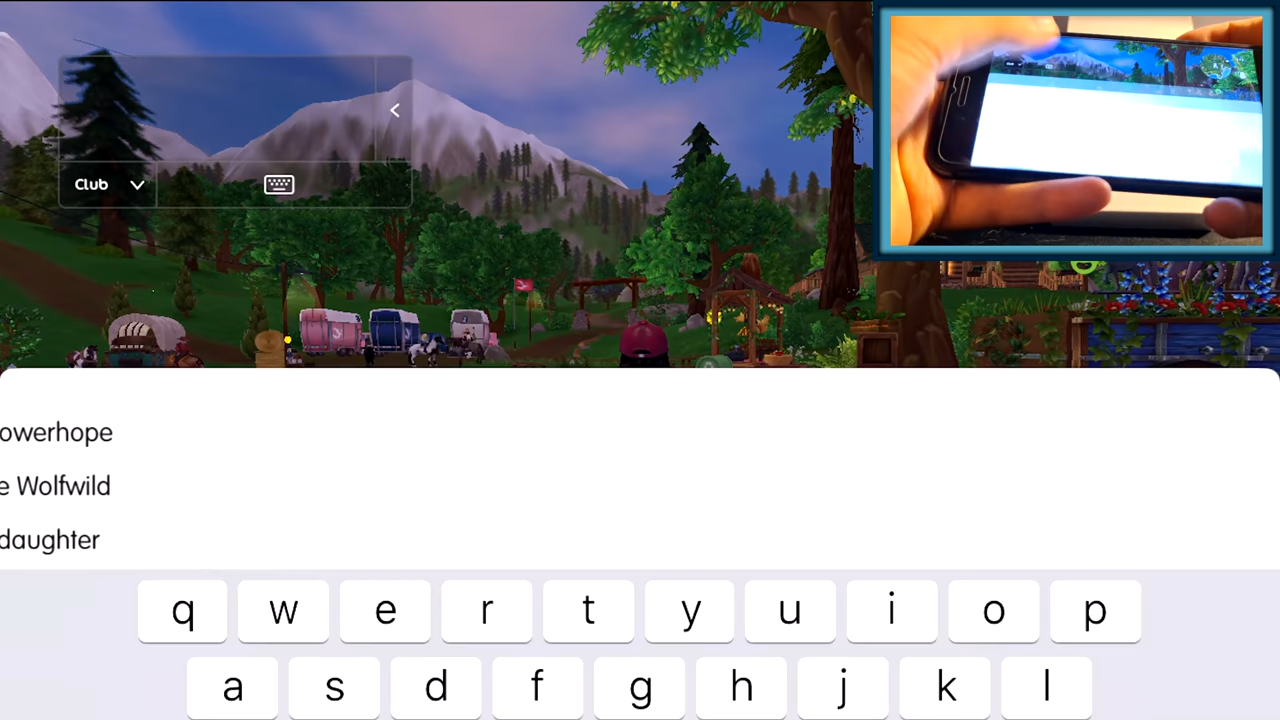 Club
owerhope
e Wolfwild
daughter
q w e r t y u i o p
a s d f g h j k l